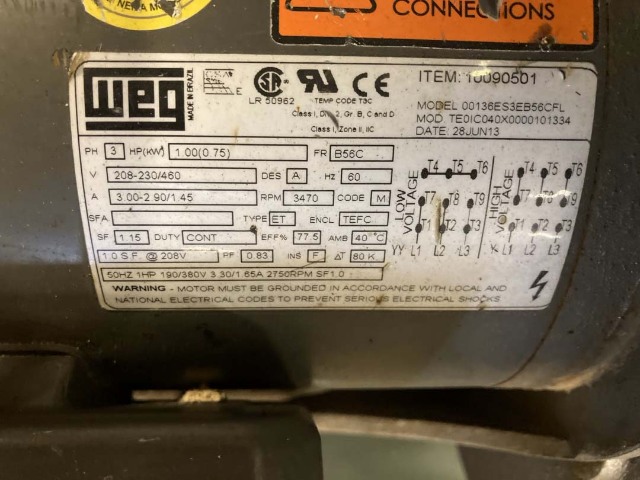 CONNECTIONS
NEMA
WEG
MADE IN BRAZIL
E
LR 50962
TEMP CODE T3C
Class I, Div. 2, Gr. B, C and D
Class I, Zone II, IIC
ITEM: 10090501
MODEL 00136ES3EB56CFL
MOD. TE0IC040X0000101334
DATE: 28JUN13
PH 3 HP(KW) 1.00(0.75) FR B56C
V 208-230/460 DES A HZ 60
A 3.00-2.90/1.45 RPM 3470 CODE M
SFA TYPE ET ENCL TEFC
SF 1.15 DUTY CONT EFF% 77.5 AMB 40°C
1.0 S.F. @ 208V PF 0.83 INS F ΔT 80 K
50HZ 1HP 190/380V 3.30/1.65A 2750RPM SF1.0
WARNING - MOTOR MUST BE GROUNDED IN ACCORDANCE WITH LOCAL AND
NATIONAL ELECTRICAL CODES TO PREVENT SERIOUS ELECTRICAL SHOCKS
LOW VOLTAGE
T4 T5 T6
T7 T8 T9
T1 T2 T3
YY L1 L2 L3
HIGH VOLTAGE
T4 T5 T6
T7 T8 T9
T1 T2 T3
L1 L2 L3